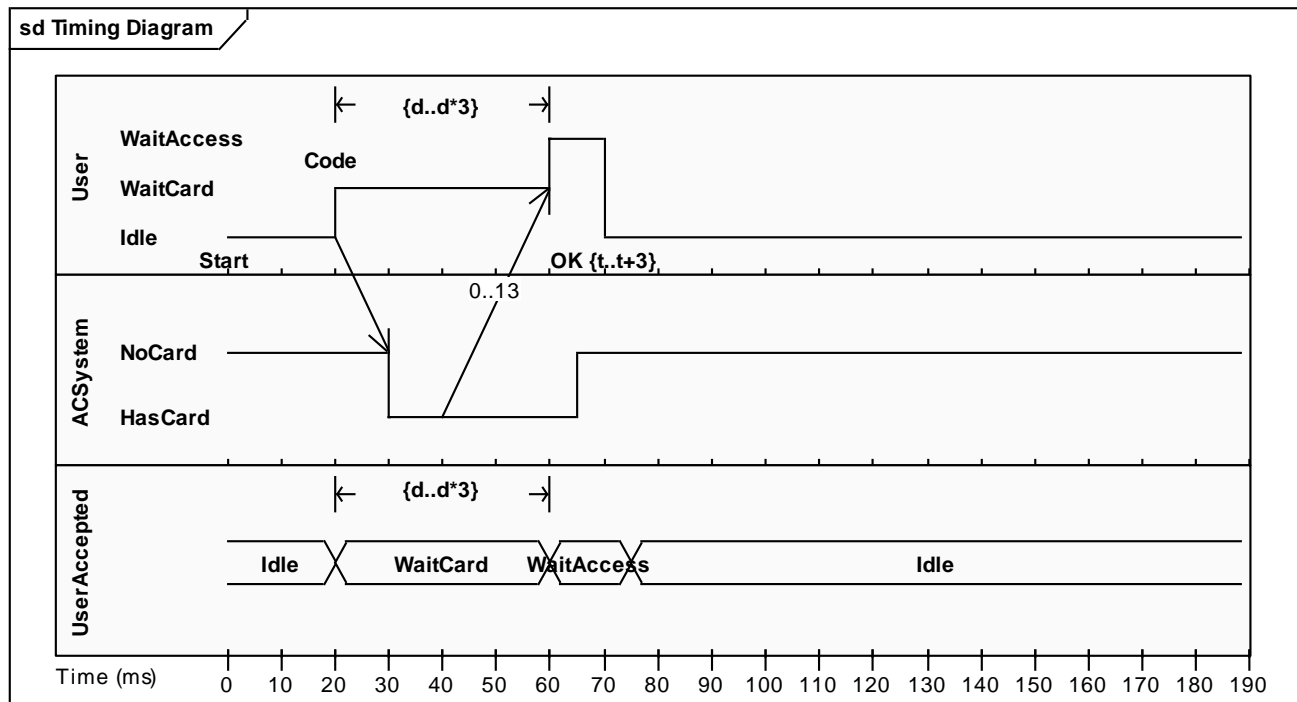 sd Timing Diagram
{d..d*3}
WaitAccess
Code
User
WaitCard
Idle
Start
OK {t..t+3}
0..13
ACSystem
NoCard
HasCard
{d..d*3}
UserAccepted
Idle
WaitCard
WaitAccess
Idle
Time (ms)
0 10 20 30 40 50 60 70 80 90 100 110 120 130 140 150 160 170 180 190